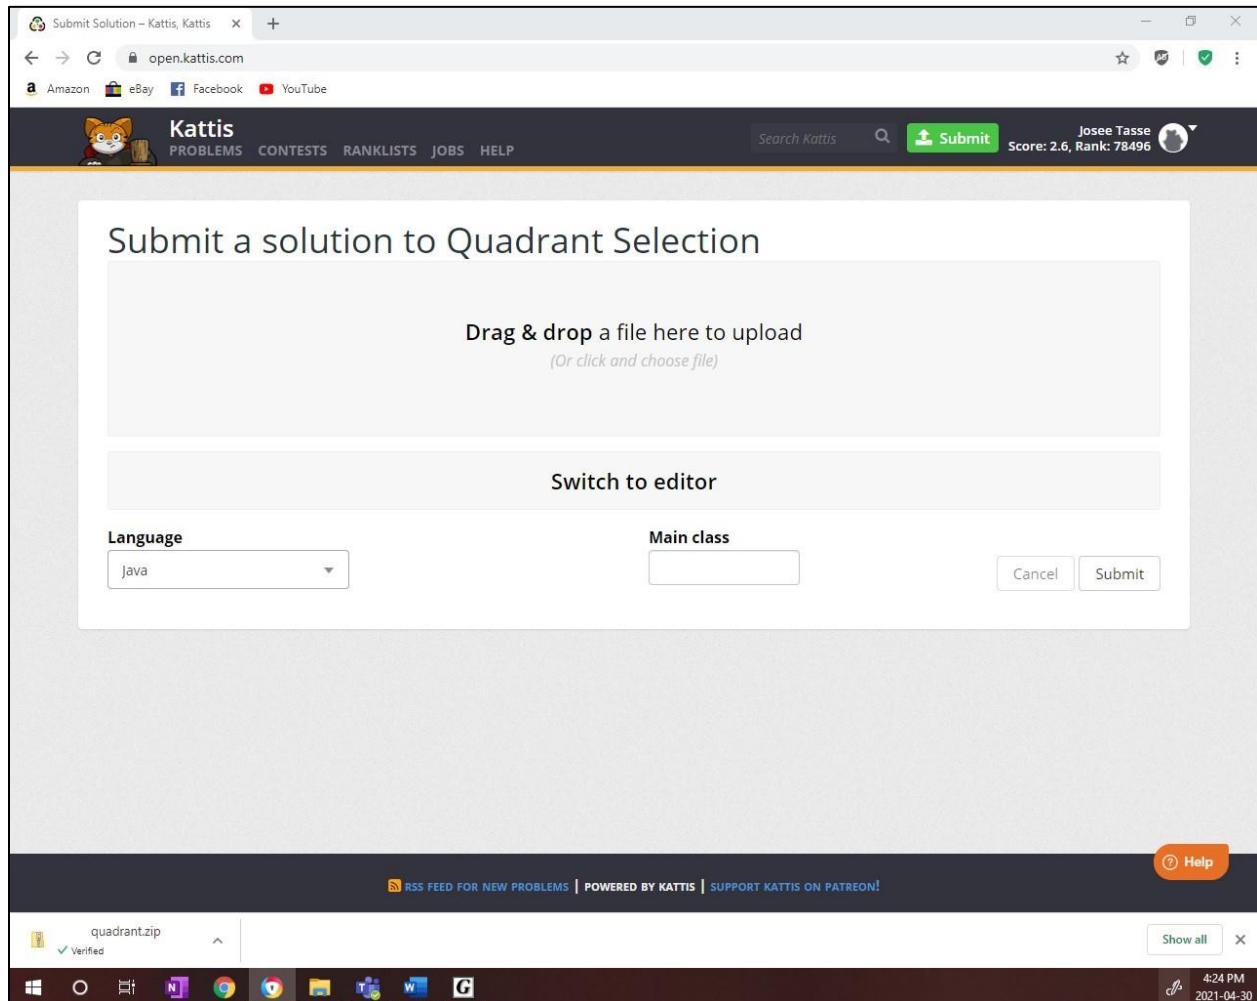 Submit Solution – Kattis, Kattis
open.kattis.com
Amazon eBay Facebook YouTube
Kattis
PROBLEMS CONTESTS RANKLISTS JOBS HELP
Search Kattis
Submit
Josee Tasse
Score: 2.6, Rank: 78496
Submit a solution to Quadrant Selection
Drag & drop a file here to upload
(Or click and choose file)
Switch to editor
Language
Main class
Java
Cancel
Submit
Help
RSS FEED FOR NEW PROBLEMS | POWERED BY KATTIS | SUPPORT KATTIS ON PATREON!
quadrant.zip
Verified
Show all
4:24 PM
2021-04-30